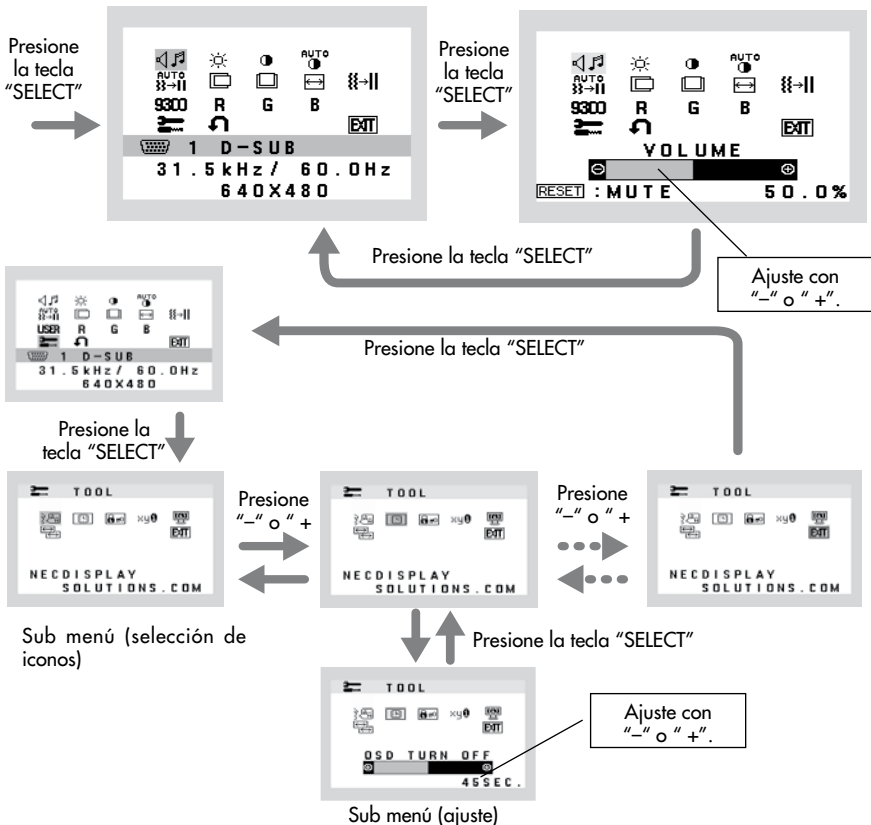 Presione
la tecla
“SELECT”
AUTO
AUTO
9300 R G B
EXIT
1 D-SUB
31.5kHz/ 60.0Hz
640X480
Presione
la tecla
“SELECT”
AUTO
AUTO
9300 R G B
EXIT
VOLUME
RESET :MUTE 50.0%
Presione la tecla “SELECT”
Ajuste con
“–“ o “ +”.
AUTO
AUTO
USER R G B
EXIT
1 D-SUB
31.5kHz/ 60.0Hz
640X480
Presione la tecla “SELECT”
Presione la
tecla “SELECT”
TOOL
xy0
EXIT
NECDISPLAY
SOLUTIONS.COM
Sub menú (selección de
iconos)
Presione
“–“ o “ +
TOOL
xy0
EXIT
NECDISPLAY
SOLUTIONS.COM
Presione
“–“ o “ +
TOOL
xy0
EXIT
NECDISPLAY
SOLUTIONS.COM
Presione la tecla “SELECT”
TOOL
xy0
EXIT
OSD TURN OFF
45SEC.
Ajuste con
“–“ o “ +”.
Sub menú (ajuste)